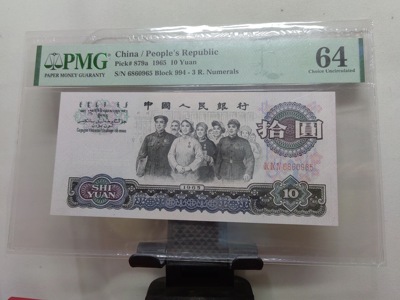 PMG
PAPER MONEY GUARANTY
China / People's Republic
Pick# 879a 1965 10 Yuan
S/N 6860965 Block 994 - 3 R. Numerals
64
Choice Uncirculated
中國人民銀行
拾圓
6860965
SHI
YUAN
1965
10